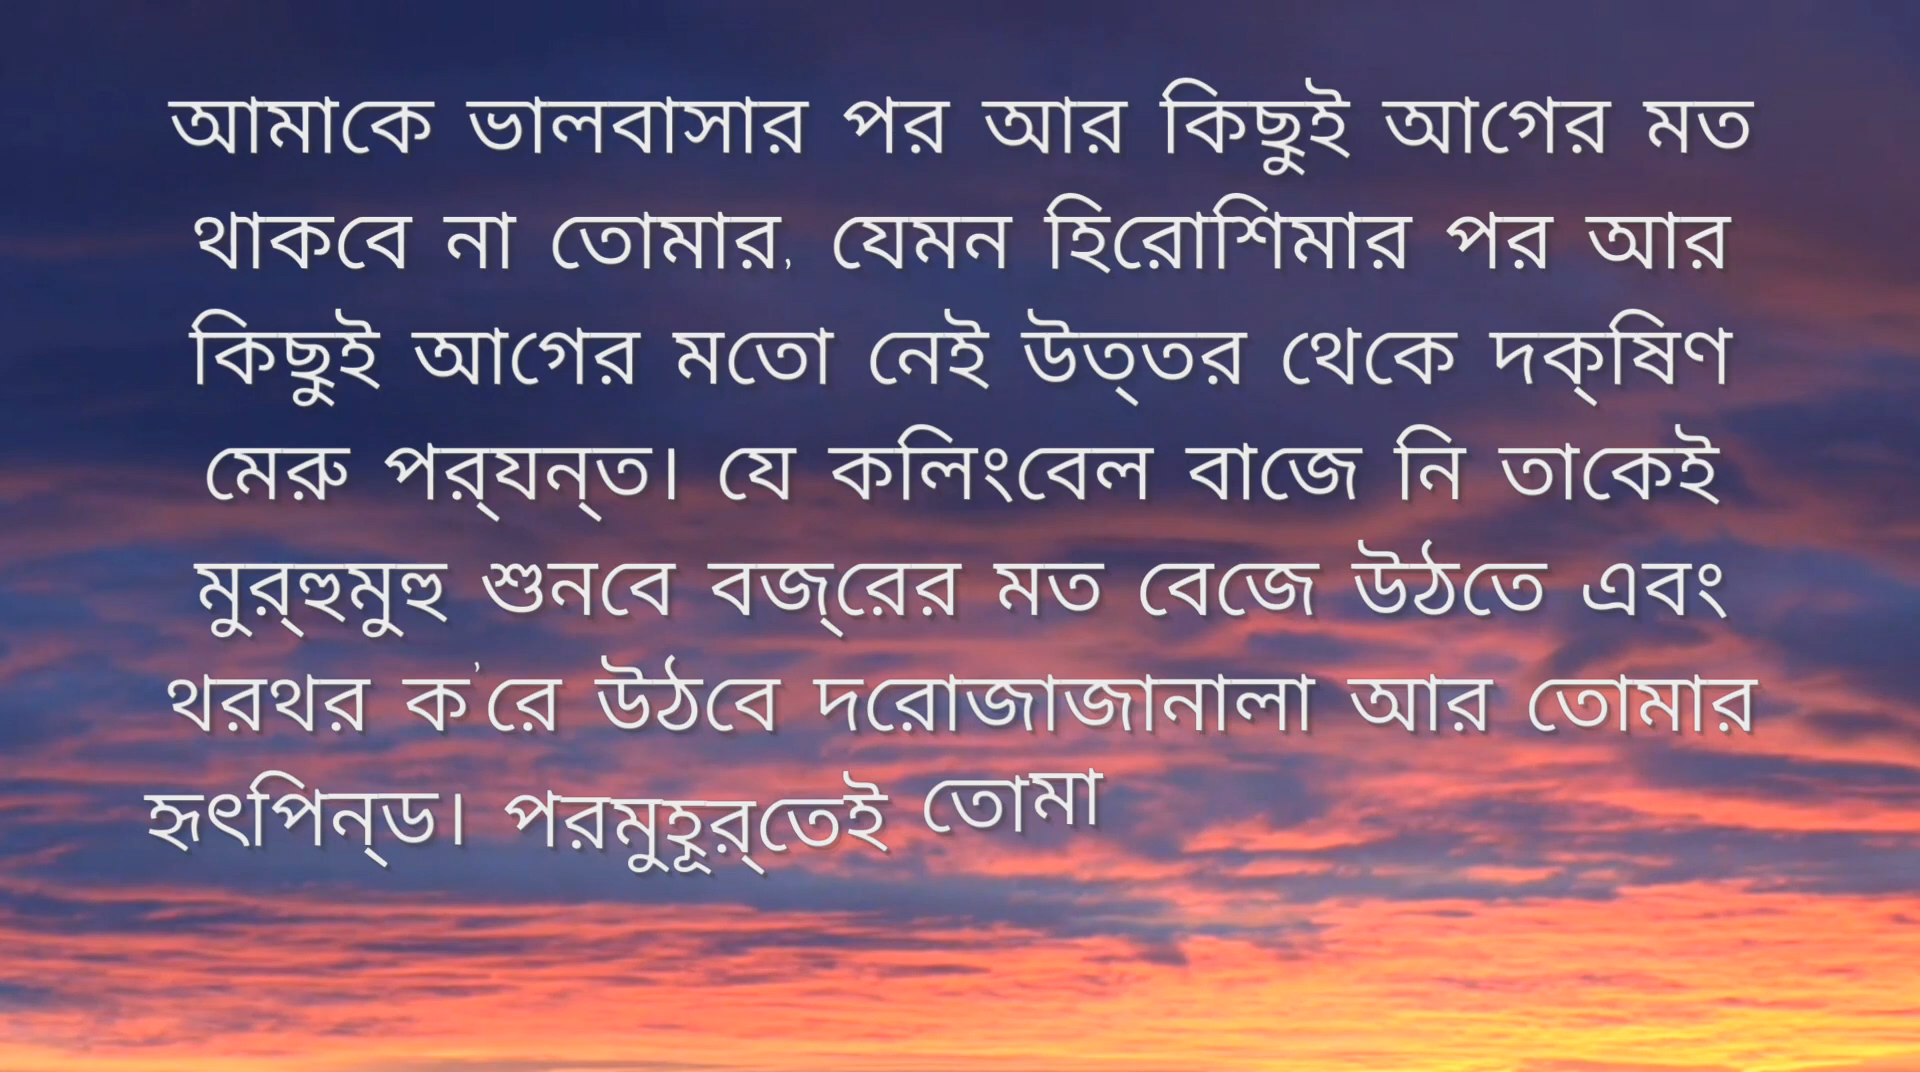 আমাকে ভালবাসার পর আর কিছুই আগের মত
থাকবে না তোমার, যেমন হিরোশিমার পর আর
কিছুই আগের মতো নেই উত্‌তর থেকে দক্‌ষিণ
মেরু পর্‌যন্‌ত। যে কলিংবেল বাজে নি তাকেই
মুর্‌হুমুহু শুনবে বজ্‌রের মত বেজে উঠতে এবং
থরথর ক’রে উঠবে দরোজাজানালা আর তোমার
হৃৎপিন্‌ড। পরমুহূর্‌তেই তোমা